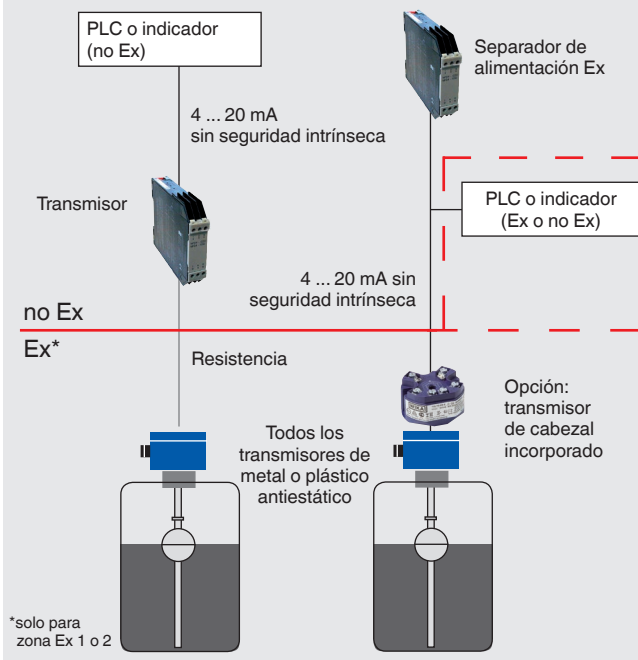 PLC o indicador
(no Ex)
Separador de
alimentación Ex
4 ... 20 mA
sin seguridad intrínseca
Transmisor
PLC o indicador
(Ex o no Ex)
4 ... 20 mA sin
seguridad intrínseca
no Ex
Ex*
Resistencia
Opción:
transmisor
de cabezal
incorporado
Todos los
transmisores de
metal o plástico
antiestático
*solo para
zona Ex 1 o 2